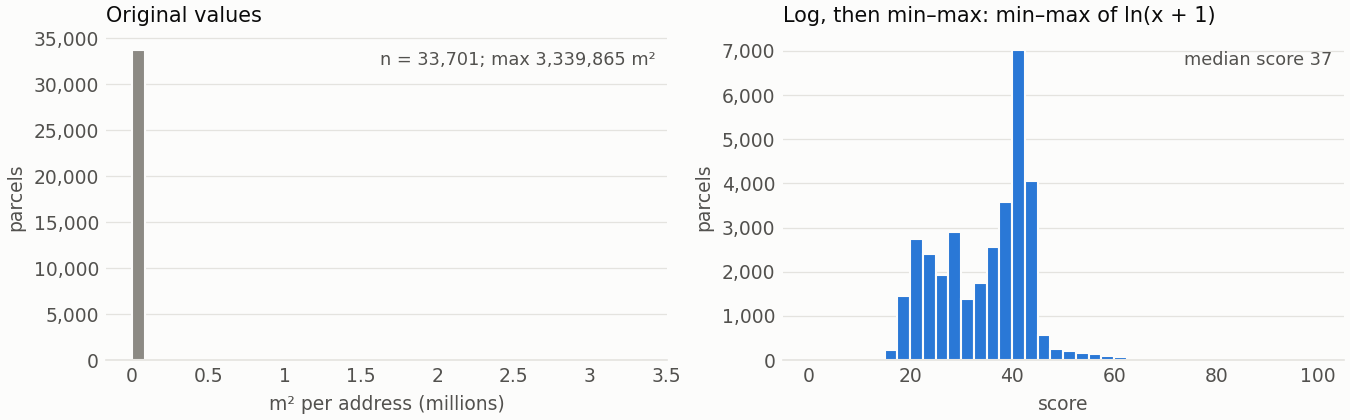 Original values
35,000
30,000
25,000
20,000
15,000
10,000
5,000
0
parcels
n = 33,701; max 3,339,865 m²
0 0.5 1 1.5 2 2.5 3 3.5
m² per address (millions)
Log, then min–max: min–max of ln(x + 1)
7,000
6,000
5,000
4,000
3,000
2,000
1,000
0
parcels
median score 37
0 20 40 60 80 100
score